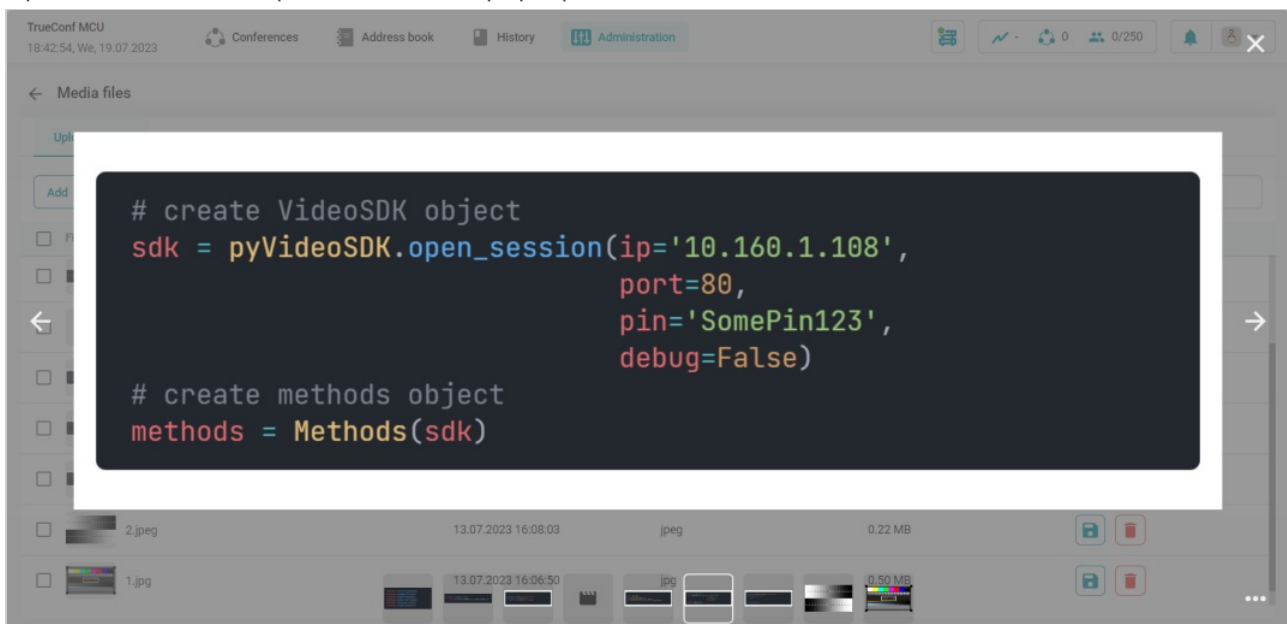 TrueConf MCU
18:42:54, We, 19.07.2023
Conferences
Address book
History
Administration
0
0/250
Media files
Add
# create VideoSDK object
sdk = pyVideoSDK.open_session(ip='10.160.1.108',
port=80,
pin='SomePin123',
debug=False)
# create methods object
methods = Methods(sdk)
2.jpeg 13.07.2023 16:08:03 jpeg 0.22 MB
1.jpg 13.07.2023 16:06:50 jpg 0.50 MB